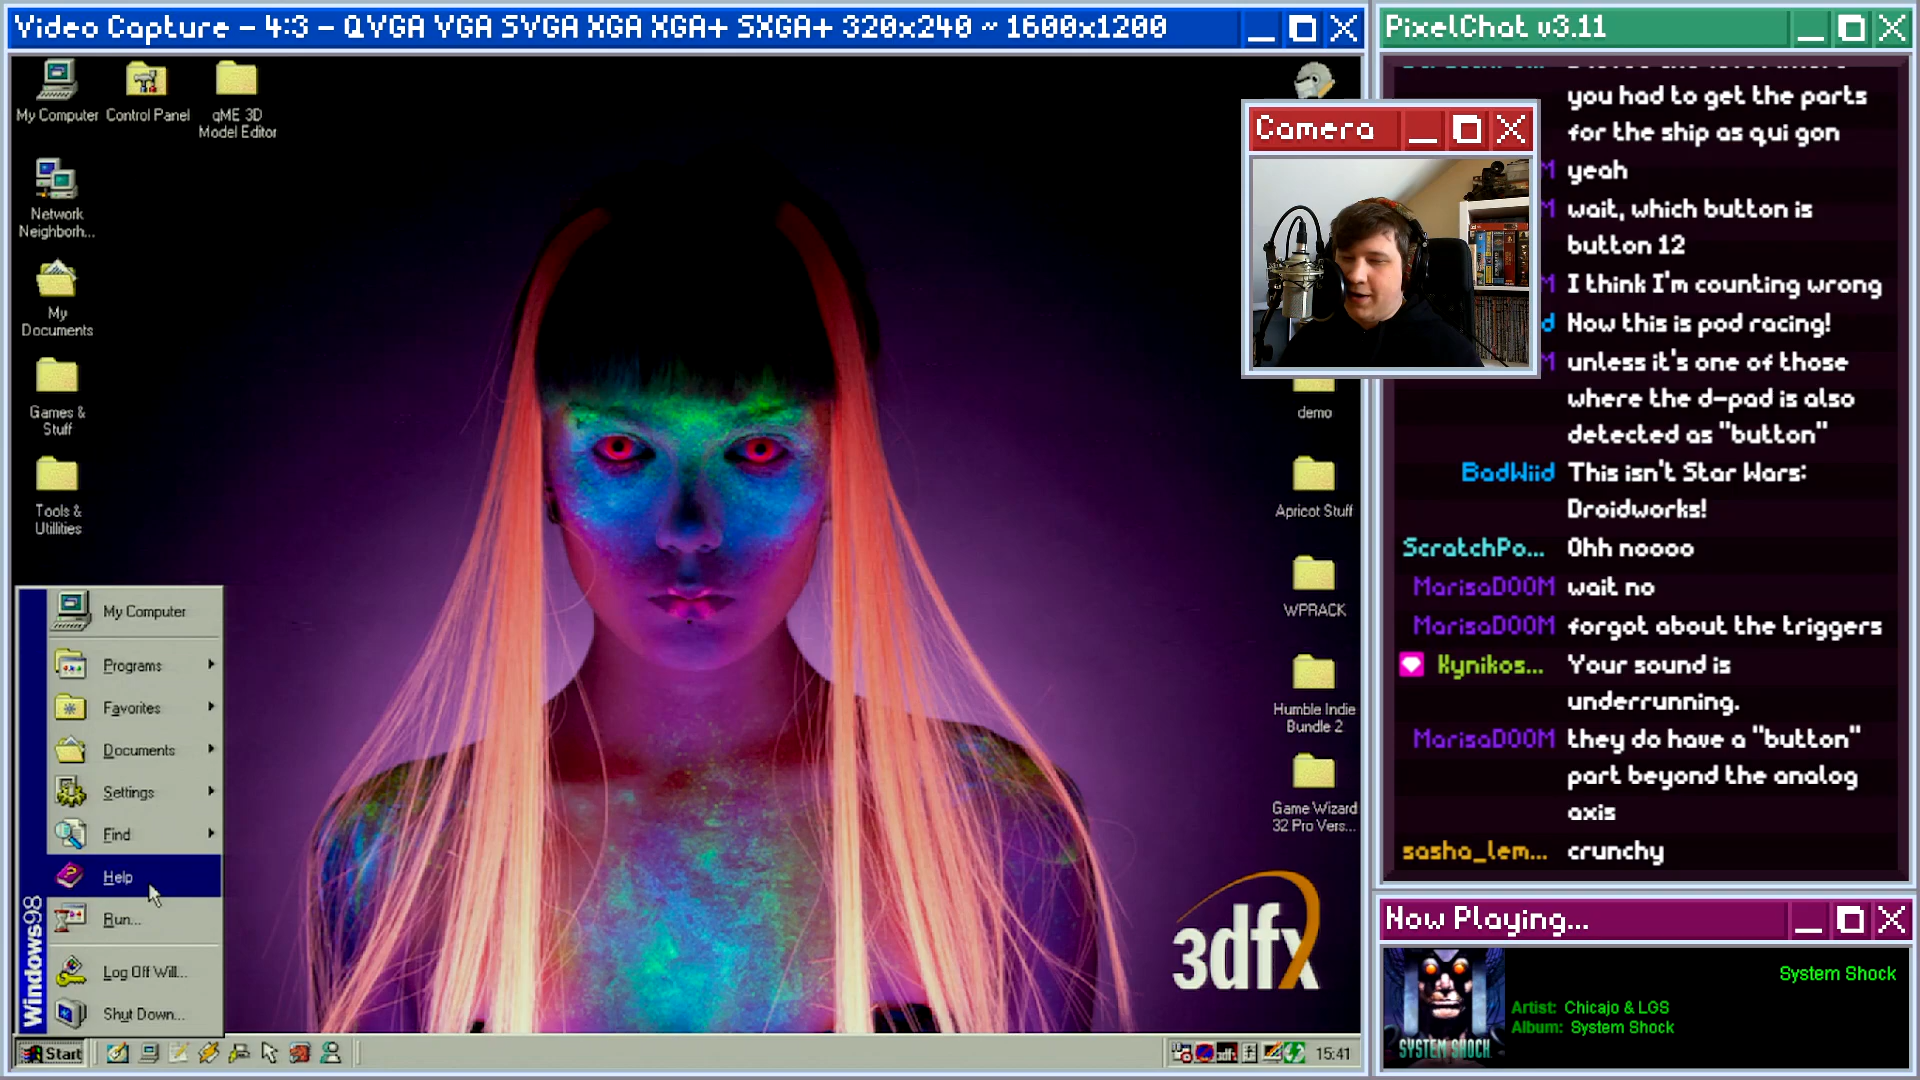 Video Capture - 4:3 - QVGA VGA SVGA XGA XGA+ SXGA+ 320x240 ~ 1600x1200
My Computer
Control Panel
qME 3D
Model Editor
Network
Neighborh...
My
Documents
Games &
Stuff
Tools &
Utilities
Windows98
My Computer
Programs
Favorites
Documents
Settings
Find
Help
Run...
Log Off Will...
Shut Down...
Start
demo
Apricot Stuff
WPRACK
Humble Indie
Bundle 2
Game Wizard
32 Pro Vers...
3dfx
15:41
Camera
PixelChat v3.11
you had to get the parts
for the ship as qui gon
yeah
wait, which button is
button 12
I think I'm counting wrong
Now this is pod racing!
unless it's one of those
where the d-pad is also
detected as "button"
BadWiid This isn't Star Wars:
Droidworks!
ScratchPo... Ohh noooo
MarisaD00M wait no
MarisaD00M forgot about the triggers
Kynikos... Your sound is
underrunning.
MarisaD00M they do have a "button"
part beyond the analog
axis
sasha_lem... crunchy
Now Playing...
System Shock
Artist: Chicajo & LGS
Album: System Shock
SYSTEM SHOCK